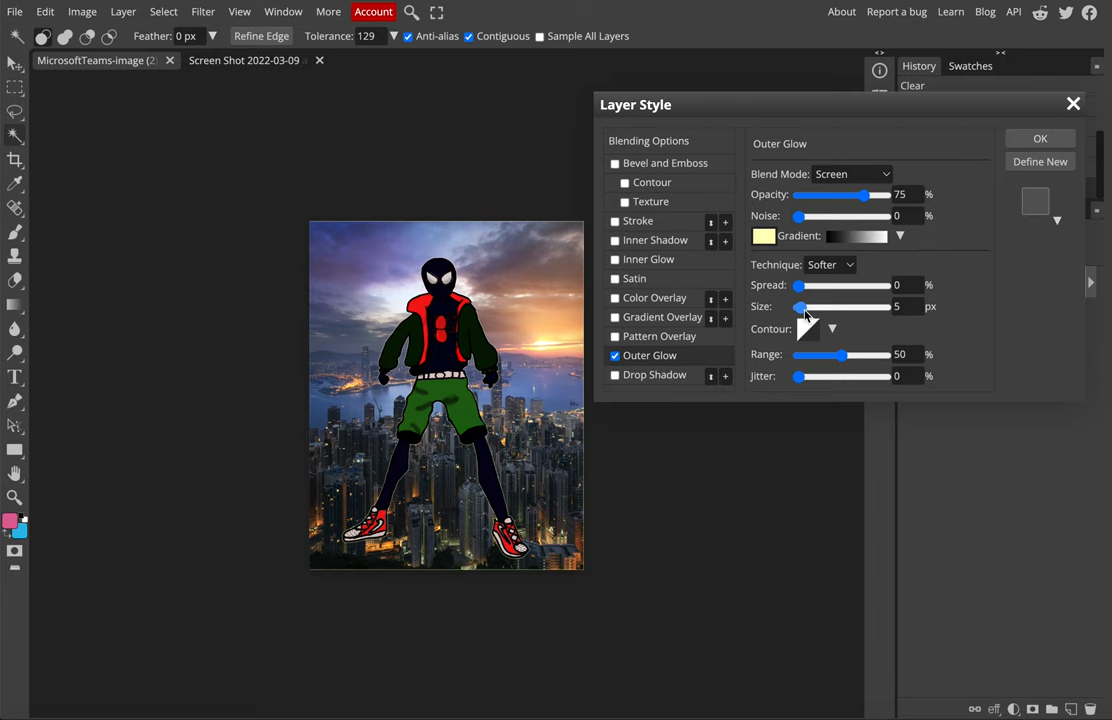 File Edit Image Layer Select Filter View Window More Account About Report a bug Learn Blog API
Feather: 0 px Refine Edge Tolerance: 129 Anti-alias Contiguous Sample All Layers
MicrosoftTeams-image (2) Screen Shot 2022-03-09
History Swatches
Clear
Layer Style
Blending Options
Bevel and Emboss
Contour
Texture
Stroke
Inner Shadow
Inner Glow
Satin
Color Overlay
Gradient Overlay
Pattern Overlay
Outer Glow
Drop Shadow
Outer Glow
Blend Mode: Screen
Opacity: 75 %
Noise: 0 %
Gradient:
Technique: Softer
Spread: 0 %
Size: 5 px
Contour:
Range: 50 %
Jitter: 0 %
OK
Define New
eff